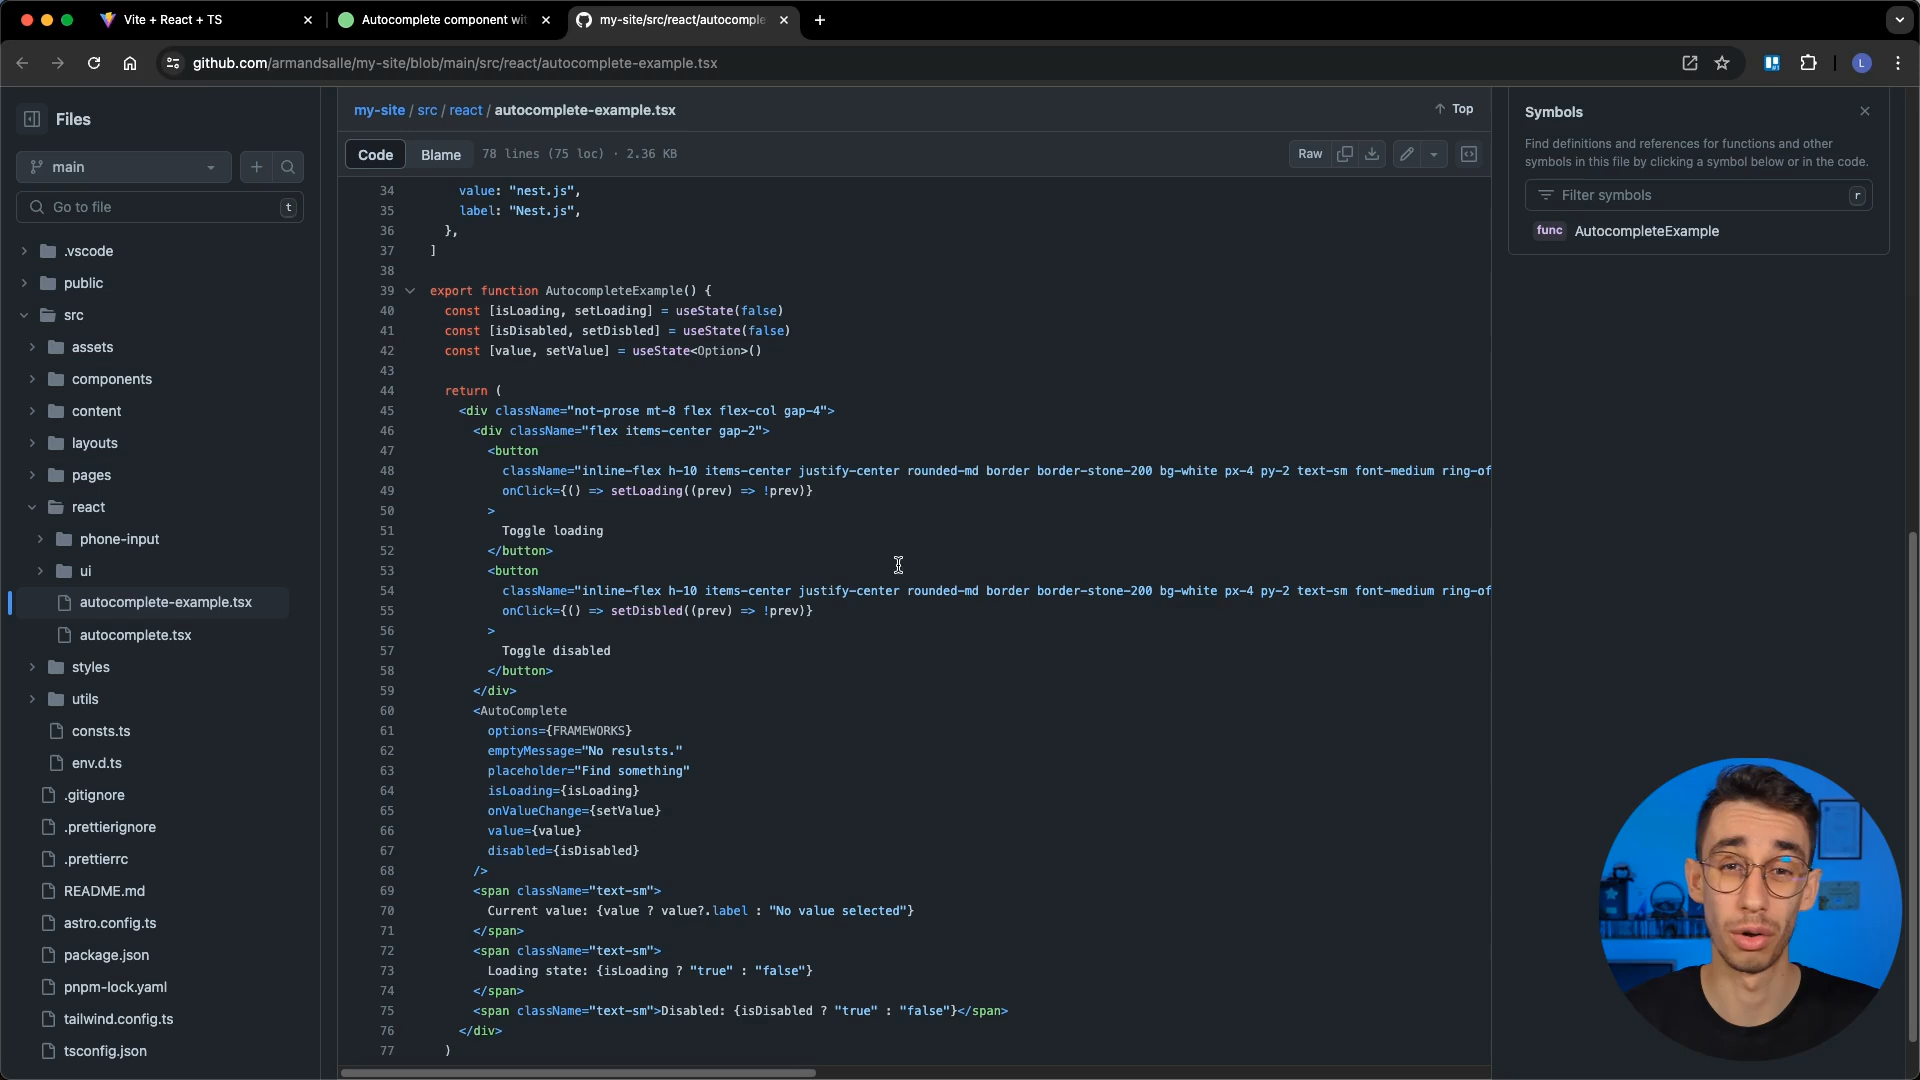 Vite + React + TS
Autocomplete component wit
my-site/src/react/autocomple
github.com/armandsalle/my-site/blob/main/src/react/autocomplete-example.tsx
L
Files
main
Go to file
t
.vscode
public
src
assets
components
content
layouts
pages
react
phone-input
ui
autocomplete-example.tsx
autocomplete.tsx
styles
utils
consts.ts
env.d.ts
.gitignore
.prettierignore
.prettierrc
README.md
astro.config.ts
package.json
pnpm-lock.yaml
tailwind.config.ts
tsconfig.json
my-site / src / react / autocomplete-example.tsx
Top
Code
Blame
78 lines (75 loc) · 2.36 KB
Raw
34 value: "nest.js",
35 label: "Nest.js",
36 },
37 ]
38
39 export function AutocompleteExample() {
40 const [isLoading, setLoading] = useState(false)
41 const [isDisabled, setDisbled] = useState(false)
42 const [value, setValue] = useState<Option>()
43
44 return (
45 <div className="not-prose mt-8 flex flex-col gap-4">
46 <div className="flex items-center gap-2">
47 <button
48 className="inline-flex h-10 items-center justify-center rounded-md border border-stone-200 bg-white px-4 py-2 text-sm font-medium ring-of
49 onClick={() => setLoading((prev) => !prev)}
50 >
51 Toggle loading
52 </button>
53 <button
54 className="inline-flex h-10 items-center justify-center rounded-md border border-stone-200 bg-white px-4 py-2 text-sm font-medium ring-of
55 onClick={() => setDisbled((prev) => !prev)}
56 >
57 Toggle disabled
58 </button>
59 </div>
60 <AutoComplete
61 options={FRAMEWORKS}
62 emptyMessage="No resulsts."
63 placeholder="Find something"
64 isLoading={isLoading}
65 onValueChange={setValue}
66 value={value}
67 disabled={isDisabled}
68 />
69 <span className="text-sm">
70 Current value: {value ? value?.label : "No value selected"}
71 </span>
72 <span className="text-sm">
73 Loading state: {isLoading ? "true" : "false"}
74 </span>
75 <span className="text-sm">Disabled: {isDisabled ? "true" : "false"}</span>
76 </div>
77 )
Symbols
Find definitions and references for functions and other
symbols in this file by clicking a symbol below or in the code.
Filter symbols
r
func AutocompleteExample